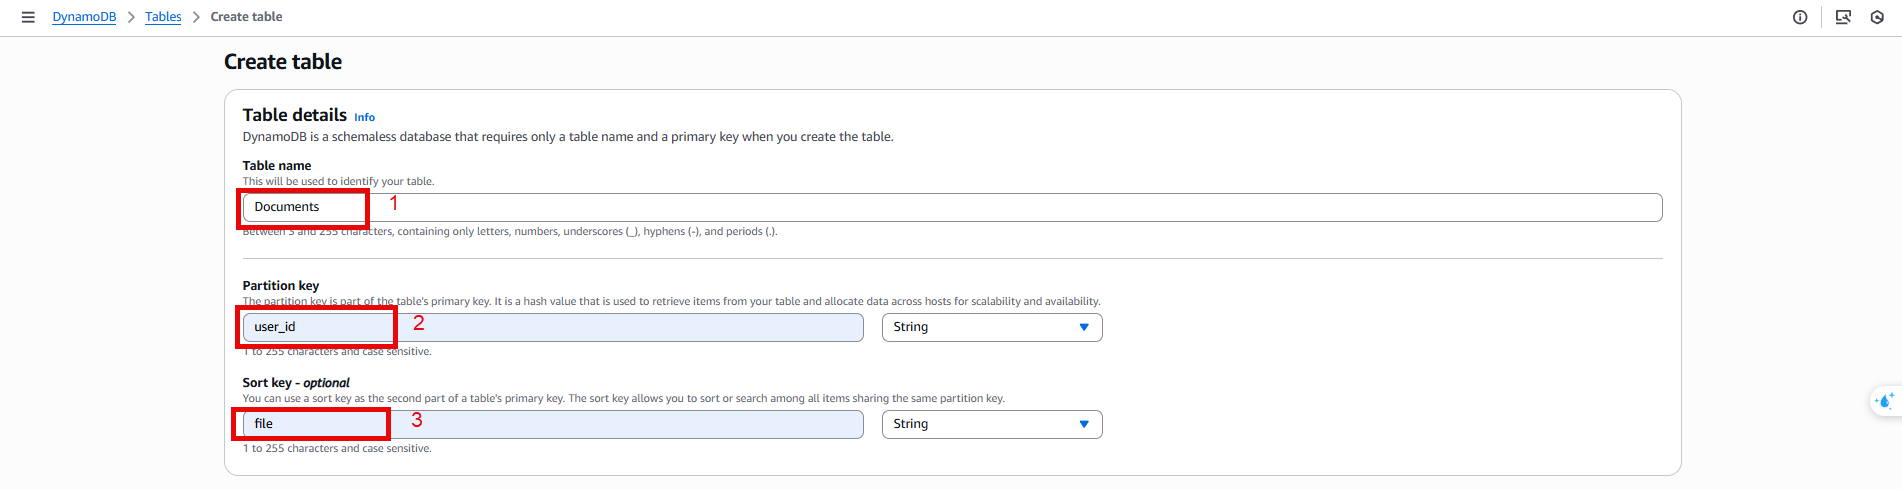 DynamoDB > Tables > Create table
Create table
Table details Info
DynamoDB is a schemaless database that requires only a table name and a primary key when you create the table.
Table name
This will be used to identify your table.
Documents 1
Between 3 and 255 characters, containing only letters, numbers, underscores (_), hyphens (-), and periods (.).
Partition key
The partition key is part of the table's primary key. It is a hash value that is used to retrieve items from your table and allocate data across hosts for scalability and availability.
user_id 2 String
1 to 255 characters and case sensitive.
Sort key - optional
You can use a sort key as the second part of a table's primary key. The sort key allows you to sort or search among all items sharing the same partition key.
file 3 String
1 to 255 characters and case sensitive.